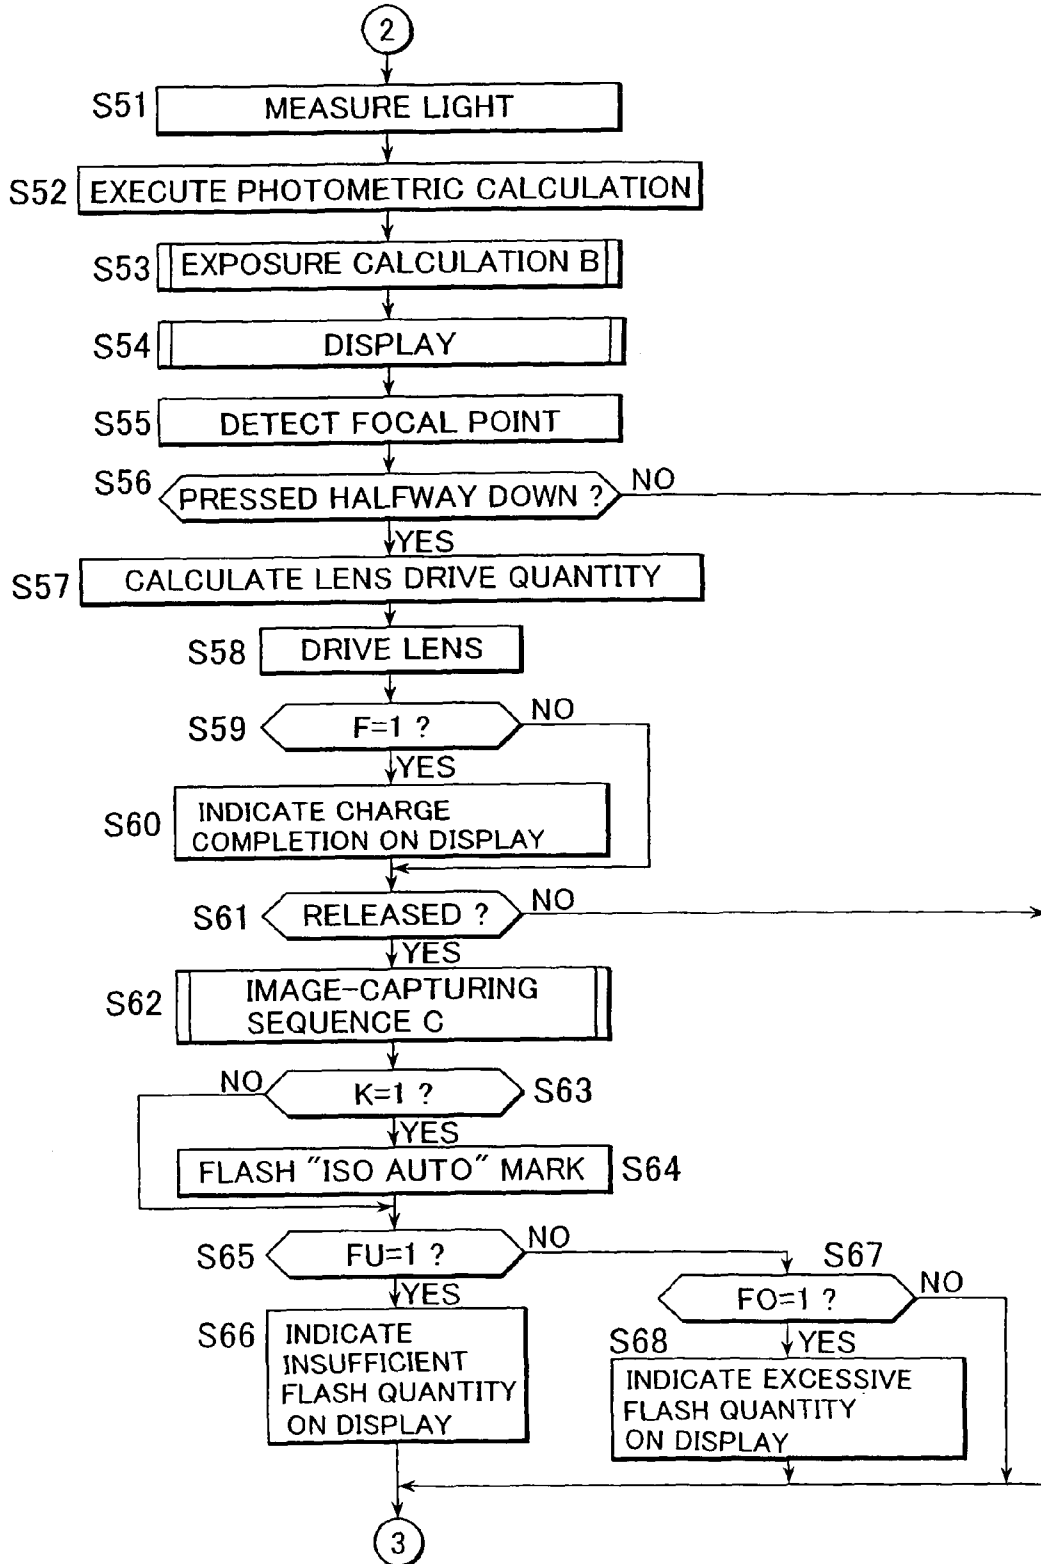 2
S51 MEASURE LIGHT
S52 EXECUTE PHOTOMETRIC CALCULATION
S53 EXPOSURE CALCULATION B
S54 DISPLAY
S55 DETECT FOCAL POINT
S56 PRESSED HALFWAY DOWN ? NO
YES
S57 CALCULATE LENS DRIVE QUANTITY
S58 DRIVE LENS
S59 F=1 ? NO
YES
S60 INDICATE CHARGE
COMPLETION ON DISPLAY
S61 RELEASED ? NO
YES
S62 IMAGE-CAPTURING
SEQUENCE C
NO K=1 ? S63
YES
FLASH "ISO AUTO" MARK S64
S65 FU=1 ? NO
YES
S66 INDICATE
INSUFFICIENT
FLASH QUANTITY
ON DISPLAY
S67
FO=1 ? NO
YES
S68 INDICATE EXCESSIVE
FLASH QUANTITY
ON DISPLAY
3